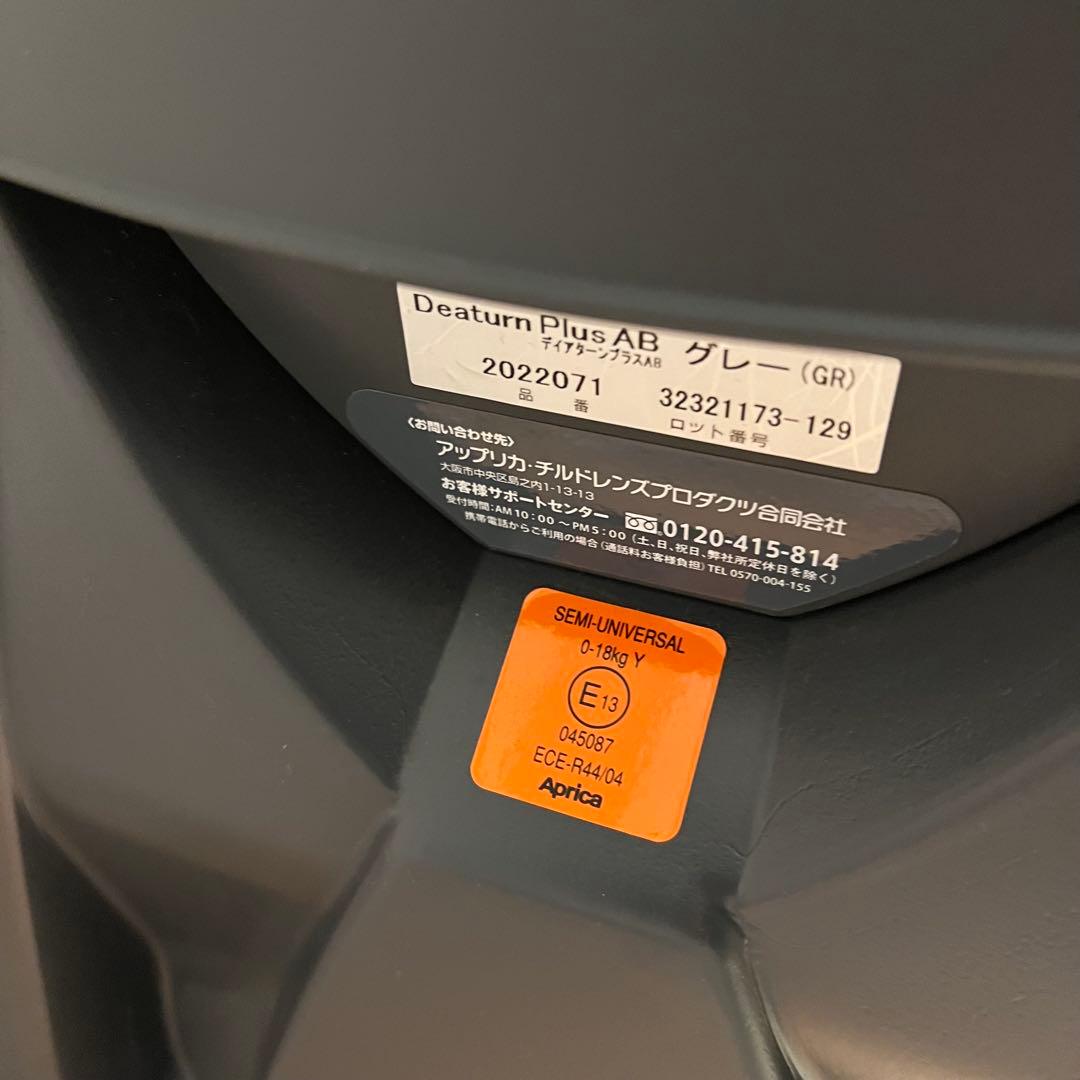 Deaturn Plus AB グレー(GR)
ディアターンプラスAB
2022071 32321173-129
品番 ロット番号
〈お問い合わせ先〉
アップリカ・チルドレンズプロダクツ合同会社
大阪市中央区島之内1-13-13
お客様サポートセンター 0120-415-814
受付時間:AM10:00〜PM5:00(土、日、祝日、弊社所定休日を除く)
携帯電話からご利用の場合(通話料お客様負担)TEL 0570-004-155
SEMI-UNIVERSAL
0-18kg Y
E13
045087
ECE-R44/04
Aprica